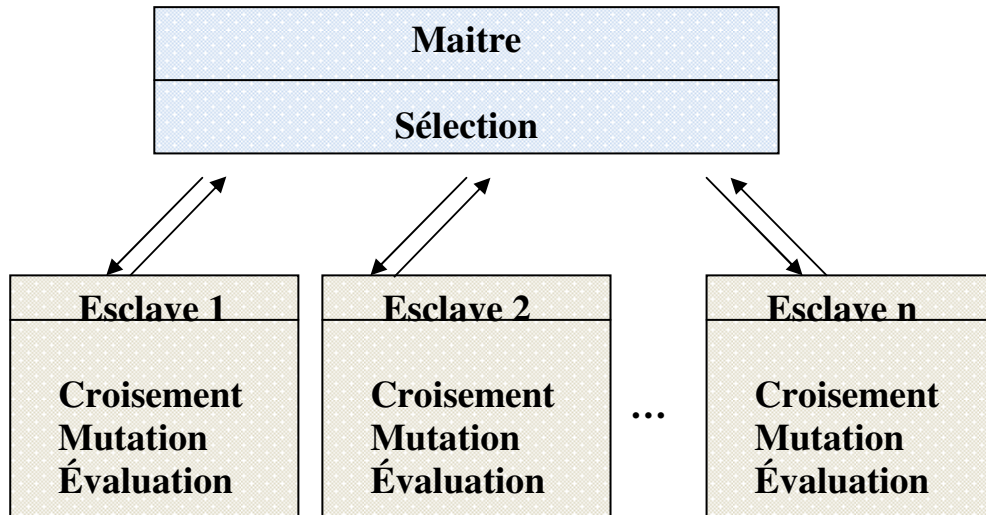 Maitre
Sélection
Esclave 1
Croisement
Mutation
Évaluation
Esclave 2
Croisement
Mutation
Évaluation
...
Esclave n
Croisement
Mutation
Évaluation